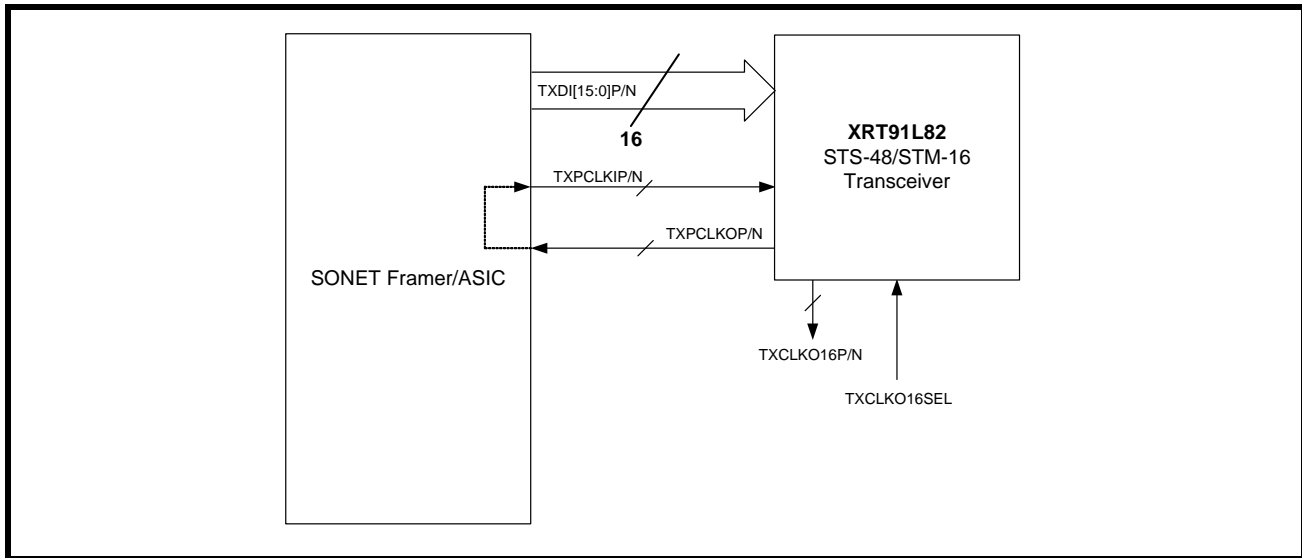 TXDI[15:0]P/N
16
XRT91L82
STS-48/STM-16
Transceiver
TXPCLKIP/N
TXPCLKOP/N
SONET Framer/ASIC
TXCLKO16P/N
TXCLKO16SEL